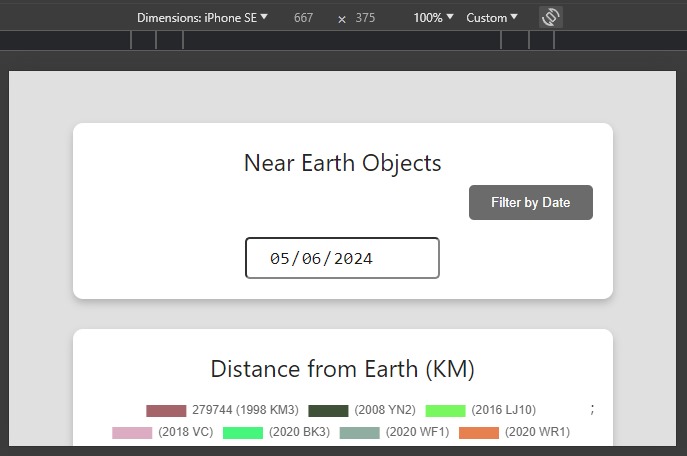 Dimensions: iPhone SE ▼ 667 × 375 100% ▼ Custom ▼
Near Earth Objects
Filter by Date
05/06/2024
Distance from Earth (KM)
279744 (1998 KM3) (2008 YN2) (2016 LJ10) ;
(2018 VC) (2020 BK3) (2020 WF1) (2020 WR1)